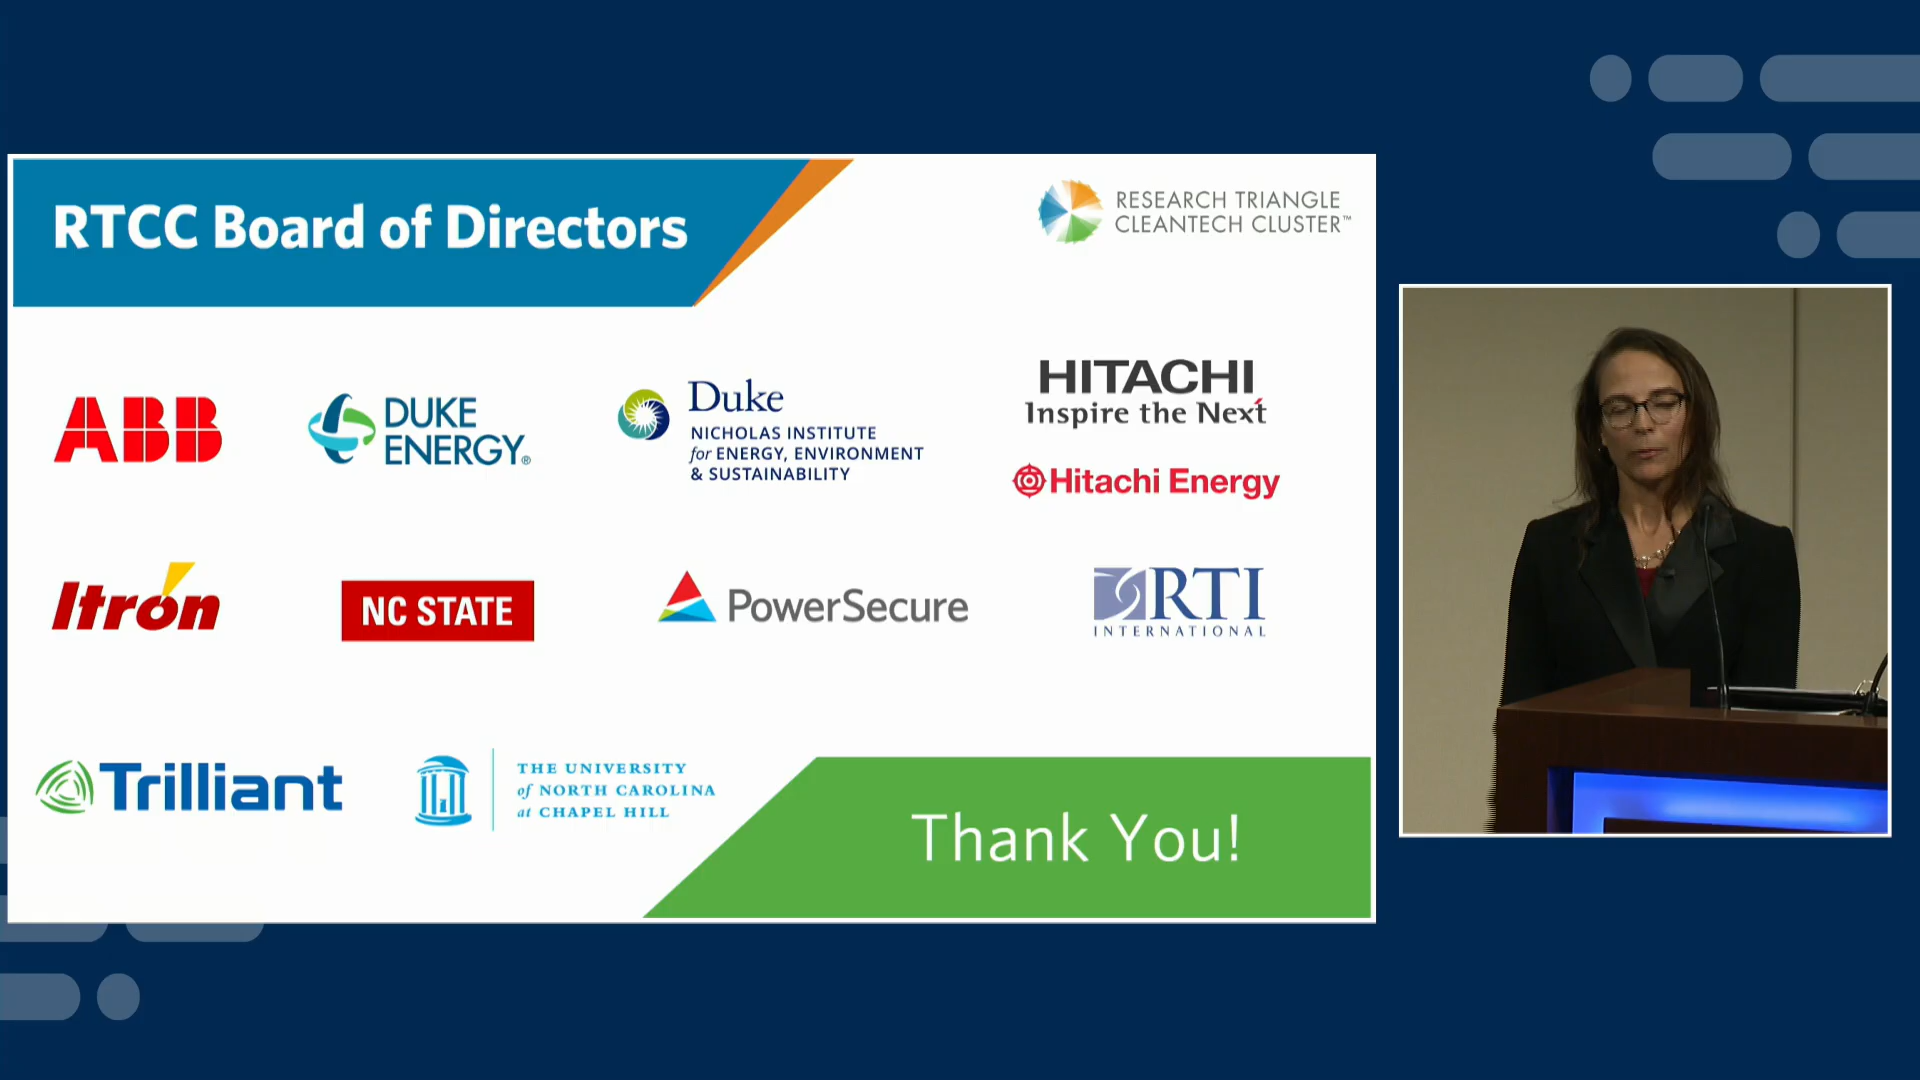 RTCC Board of Directors
RESEARCH TRIANGLE
CLEANTECH CLUSTER™
ABB
DUKE
ENERGY®
Duke
NICHOLAS INSTITUTE
for ENERGY, ENVIRONMENT
& SUSTAINABILITY
HITACHI
Inspire the Next
Hitachi Energy
Itron
NC STATE
PowerSecure
RTI
INTERNATIONAL
Trilliant
THE UNIVERSITY
of NORTH CAROLINA
at CHAPEL HILL
Thank You!